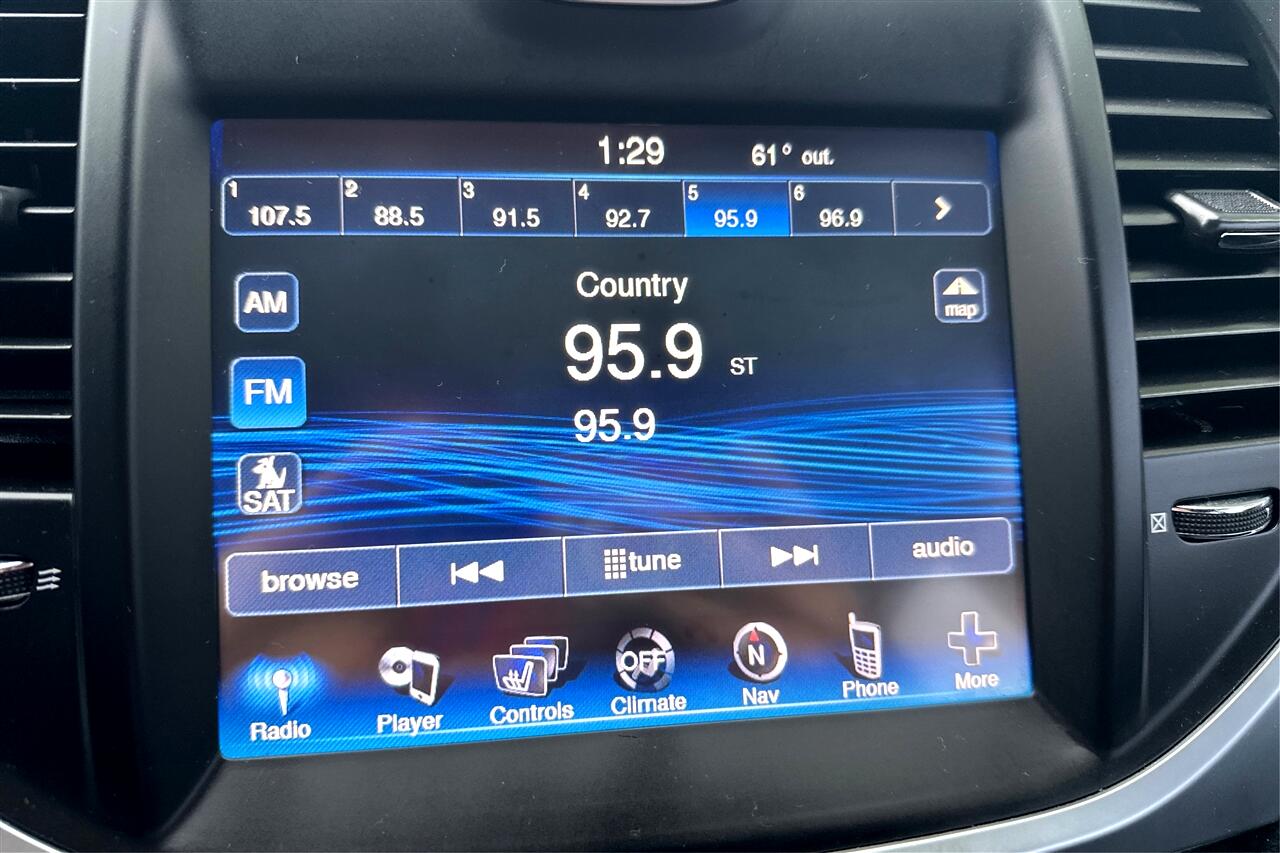 1:29 61° out.
1 107.5 2 88.5 3 91.5 4 92.7 5 95.9 6 96.9
AM
Country
map
95.9 ST
FM
95.9
SAT
browse tune audio
OFF N
Radio Player Controls Climate Nav Phone More